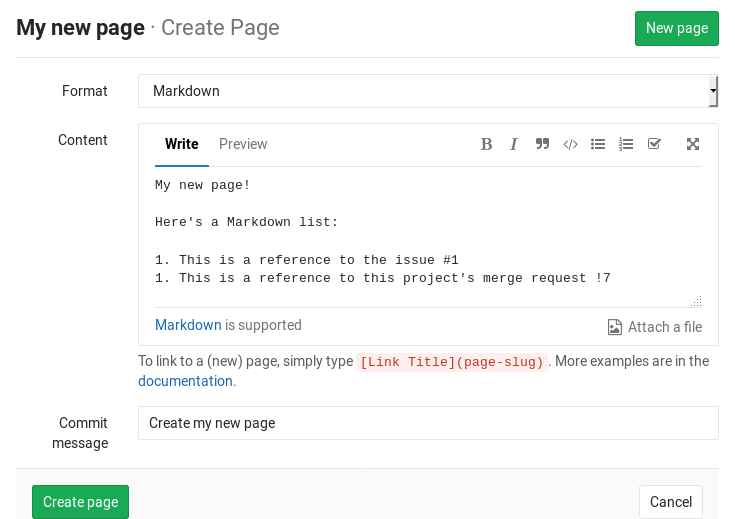 My new page · Create Page
New page
Format
Markdown
Content
Write Preview
B I
My new page!
Here's a Markdown list:
1. This is a reference to the issue #1
1. This is a reference to this project's merge request !7
Markdown is supported
Attach a file
To link to a (new) page, simply type [Link Title](page-slug). More examples are in the
documentation.
Commit
message
Create my new page
Create page
Cancel